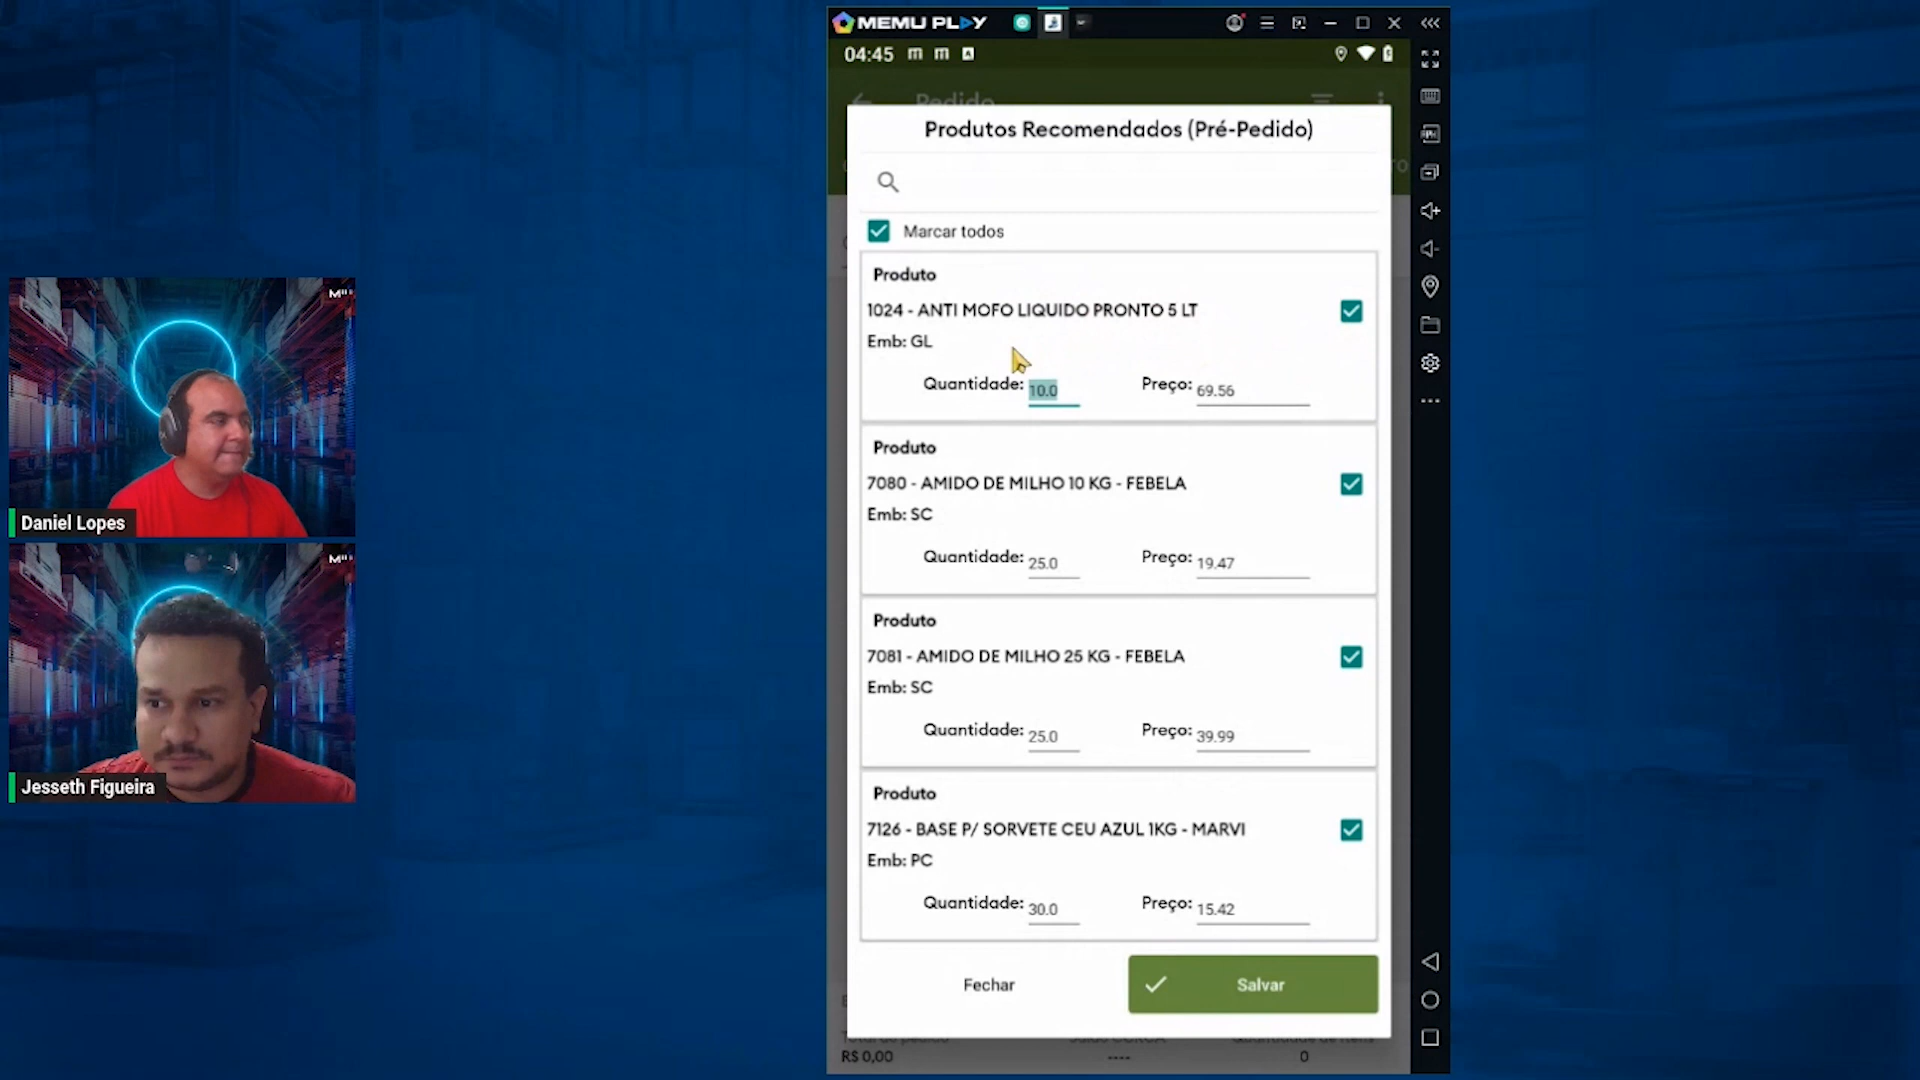 MEMU PLAY
04:45
Pedido
Produtos Recomendados (Pré-Pedido)
Marcar todos
Produto
1024 - ANTI MOFO LIQUIDO PRONTO 5 LT
Emb: GL
Quantidade: 10.0 Preço: 69.56
Produto
7080 - AMIDO DE MILHO 10 KG - FEBELA
Emb: SC
Quantidade: 25.0 Preço: 19.47
Produto
7081 - AMIDO DE MILHO 25 KG - FEBELA
Emb: SC
Quantidade: 25.0 Preço: 39.99
Produto
7126 - BASE P/ SORVETE CEU AZUL 1KG - MARVI
Emb: PC
Quantidade: 30.0 Preço: 15.42
Fechar Salvar
R$ 0,00 ---- 0
Daniel Lopes
Jesseth Figueira